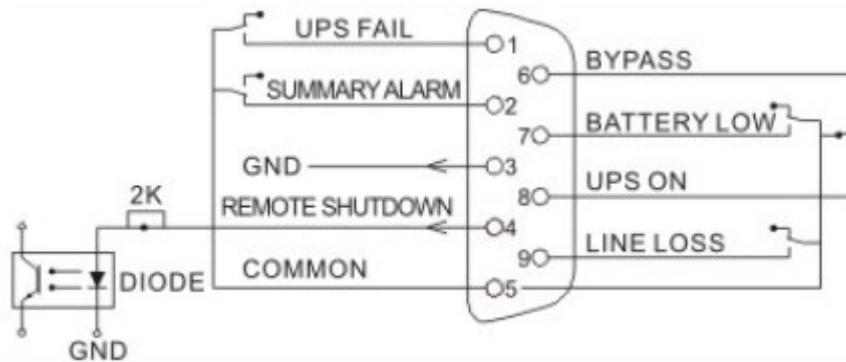 UPS FAIL
1
6
BYPASS
SUMMARY ALARM
2
7
BATTERY LOW
GND
3
8
UPS ON
2K
REMOTE SHUTDOWN
4
9
LINE LOSS
DIODE
COMMON
5
GND